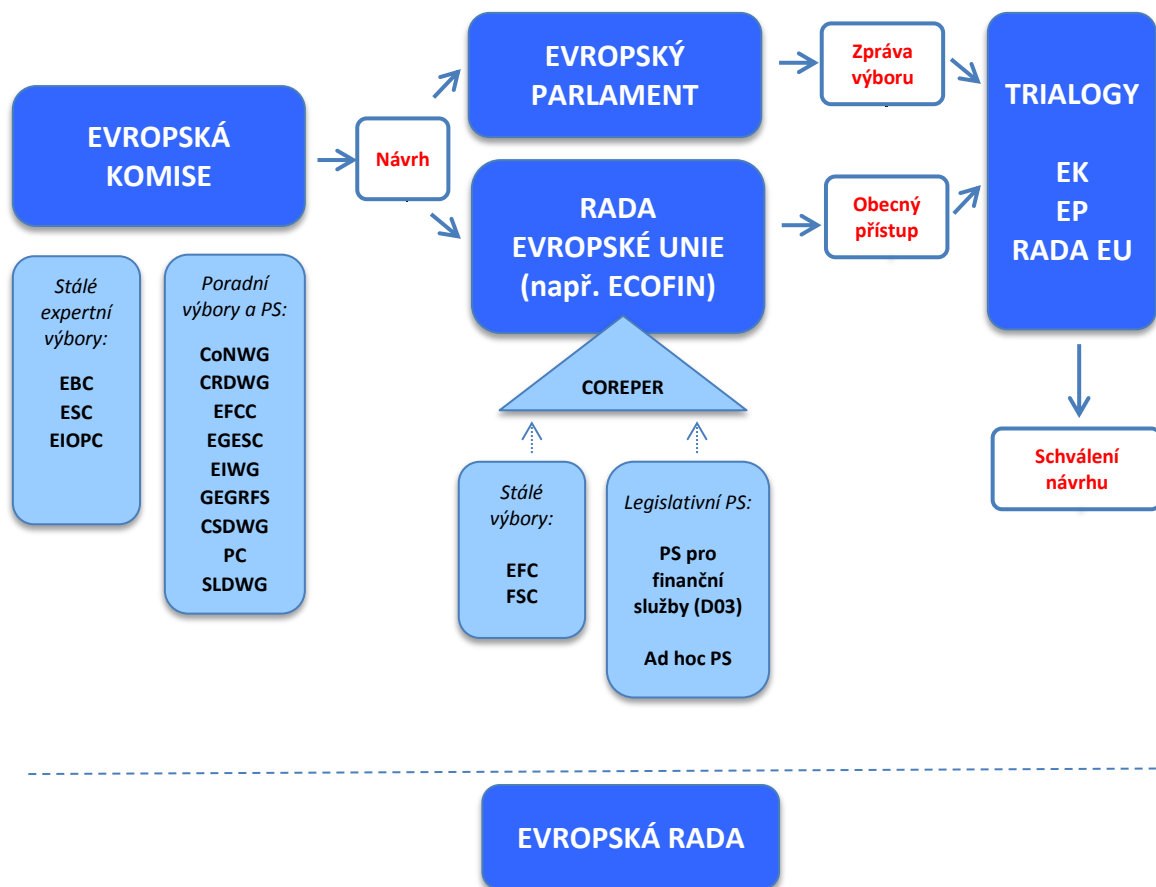 EVROPSKÁ
KOMISE
Návrh
EVROPSKÝ
PARLAMENT
Zpráva
výboru
RADA
EVROPSKÉ UNIE
(např. ECOFIN)
Obecný
přístup
TRIALOGY
EK
EP
RADA EU
Schválení
návrhu
Stálé
expertní
výbory:
EBC
ESC
EIOPC
Poradní
výbory a PS:
CoNWG
CRDWG
EFCC
EGESC
EIWG
GEGRFS
CSDWG
PC
SLDWG
COREPER
Stálé
výbory:
EFC
FSC
Legislativní PS:
PS pro
finanční
služby (D03)
Ad hoc PS
EVROPSKÁ RADA